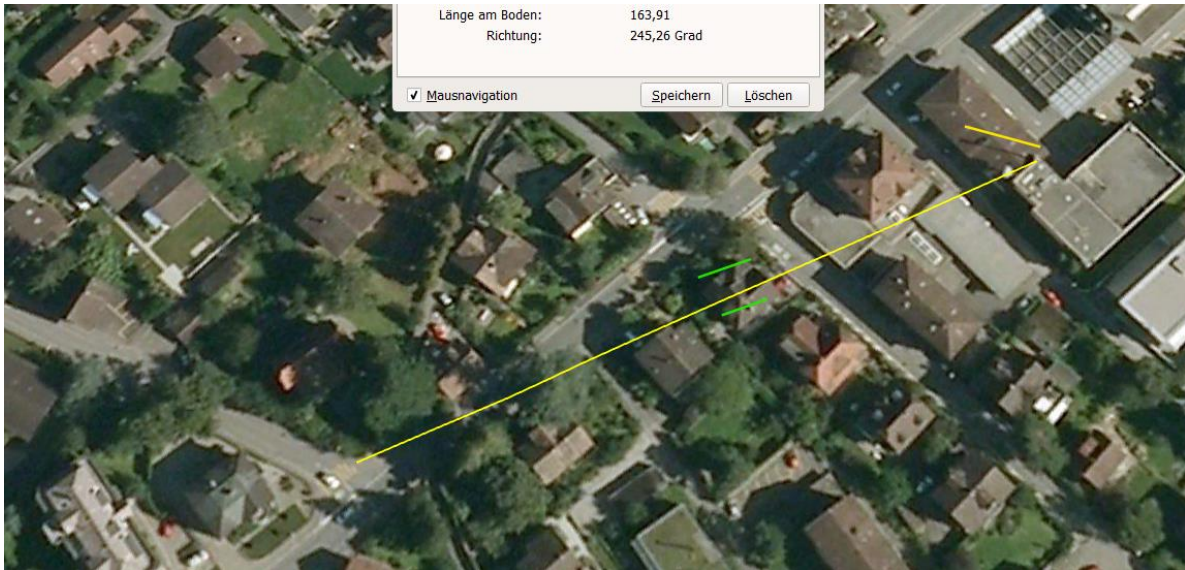 Länge am Boden: 163,91
Richtung: 245,26 Grad
Mausnavigation Speichern Löschen